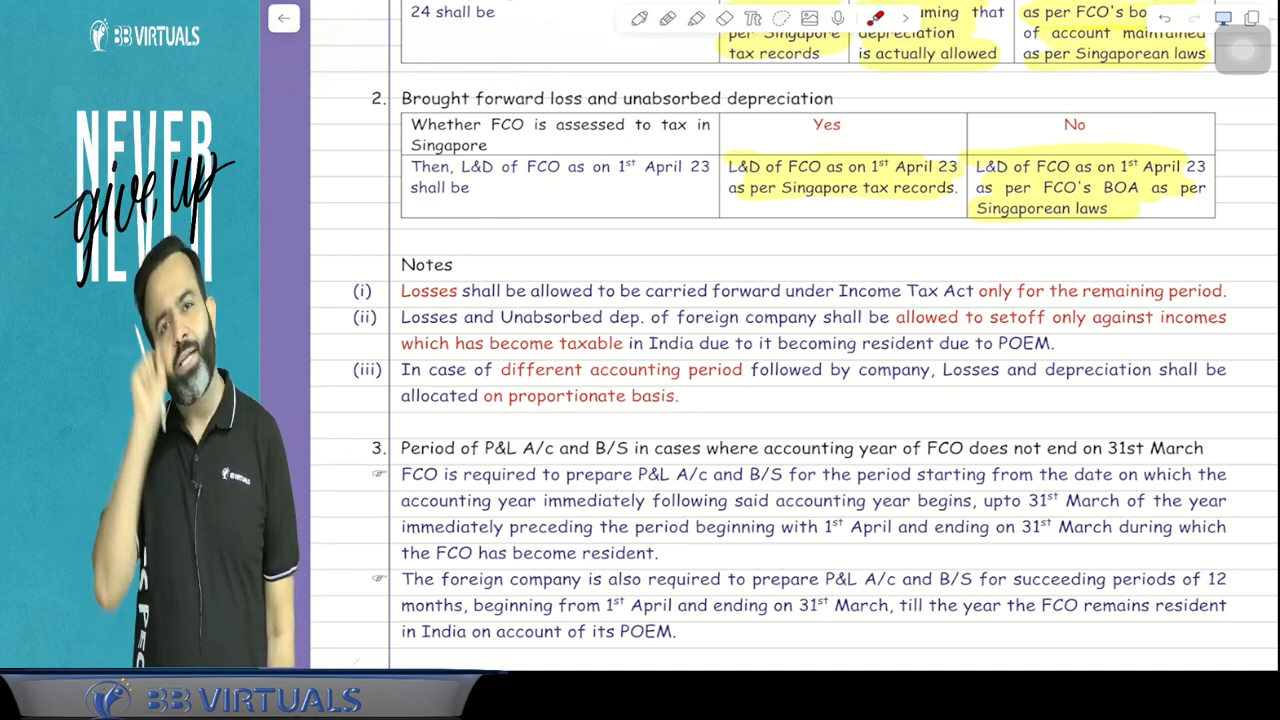 BB VIRTUALS
NEVER
give up
NEVER
24 shall be
per Singapore
tax records
uming that
depreciation
is actually allowed
as per FCO's bo
of account maintained
as per Singaporean laws
2. Brought forward loss and unabsorbed depreciation
Whether FCO is assessed to tax in Singapore
Yes
No
Then, L&D of FCO as on 1st April 23 shall be
L&D of FCO as on 1st April 23
as per Singapore tax records.
L&D of FCO as on 1st April 23
as per FCO's BOA as per
Singaporean laws
Notes
(i) Losses shall be allowed to be carried forward under Income Tax Act only for the remaining period.
(ii) Losses and Unabsorbed dep. of foreign company shall be allowed to setoff only against incomes
which has become taxable in India due to it becoming resident due to POEM.
(iii) In case of different accounting period followed by company, Losses and depreciation shall be
allocated on proportionate basis.
3. Period of P&L A/c and B/S in cases where accounting year of FCO does not end on 31st March
☞ FCO is required to prepare P&L A/c and B/S for the period starting from the date on which the
accounting year immediately following said accounting year begins, upto 31st March of the year
immediately preceding the period beginning with 1st April and ending on 31st March during which
the FCO has become resident.
☞ The foreign company is also required to prepare P&L A/c and B/S for succeeding periods of 12
months, beginning from 1st April and ending on 31st March, till the year the FCO remains resident
in India on account of its POEM.
BB VIRTUALS